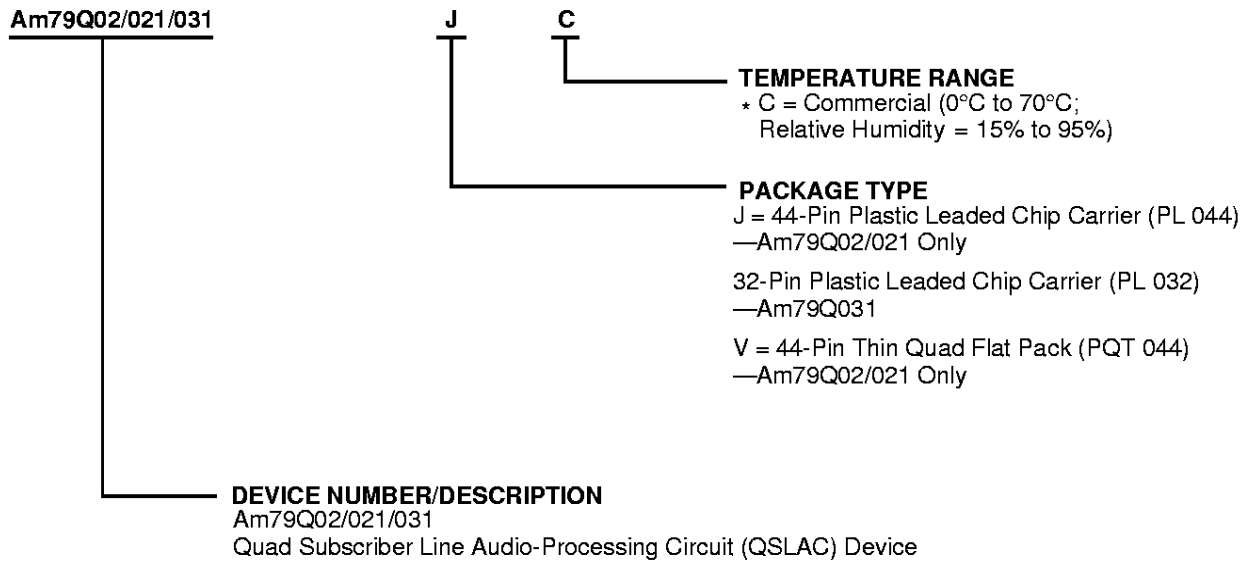 Am79Q02/021/031 J C
TEMPERATURE RANGE
* C = Commercial (0°C to 70°C;
Relative Humidity = 15% to 95%)
PACKAGE TYPE
J = 44-Pin Plastic Leaded Chip Carrier (PL 044)
—Am79Q02/021 Only
32-Pin Plastic Leaded Chip Carrier (PL 032)
—Am79Q031
V = 44-Pin Thin Quad Flat Pack (PQT 044)
—Am79Q02/021 Only
DEVICE NUMBER/DESCRIPTION
Am79Q02/021/031
Quad Subscriber Line Audio-Processing Circuit (QSLAC) Device